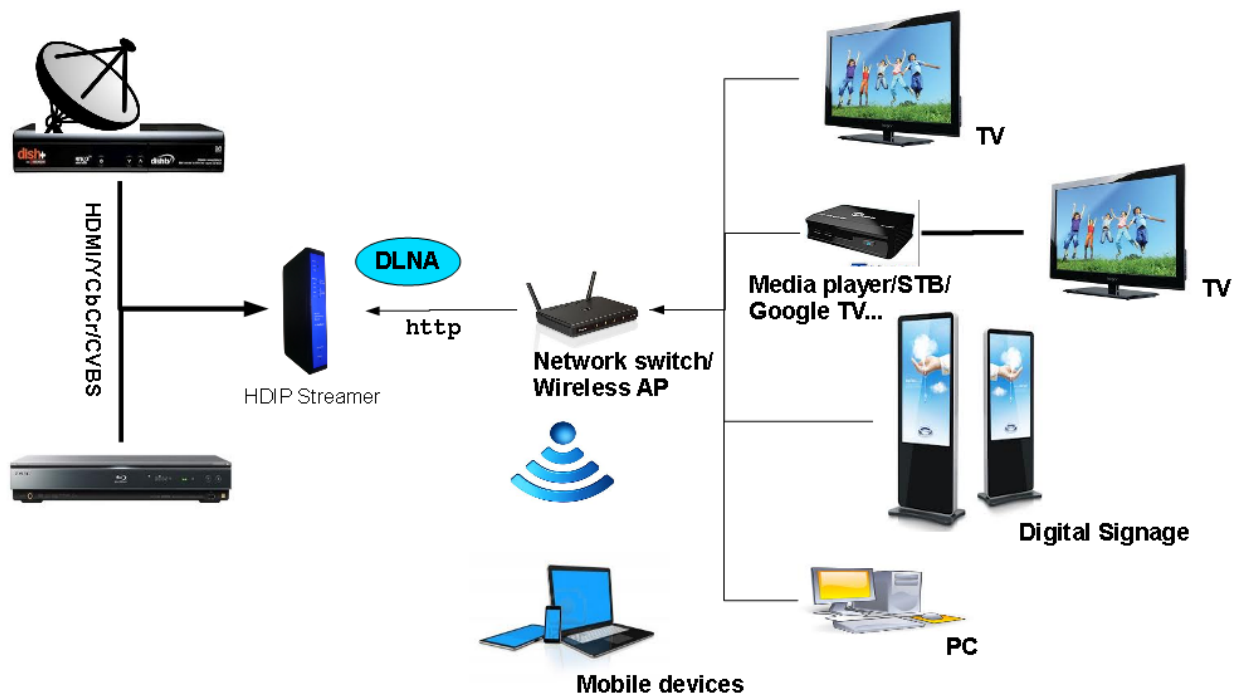 dish+
dishtv
HDMI/YCbCr/CVBS
DLNA
http
HDIP Streamer
Network switch/
Wireless AP
TV
Media player/STB/
Google TV...
TV
Digital Signage
PC
Mobile devices